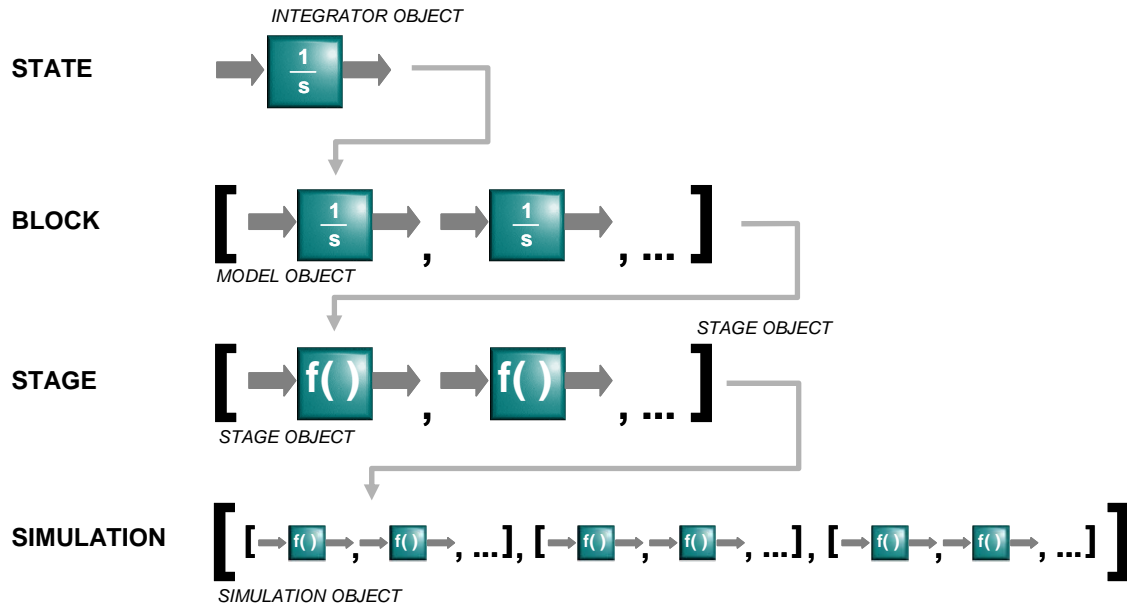 INTEGRATOR OBJECT
STATE
1
s
BLOCK
[ 1 , 1 , ... ]
s s
MODEL OBJECT
STAGE OBJECT
STAGE
[ f( ) , f( ) , ... ]
STAGE OBJECT
SIMULATION
[ [ f( ) , f( ) , ... ] , [ f( ) , f( ) , ... ] , [ f( ) , f( ) , ... ] ]
SIMULATION OBJECT